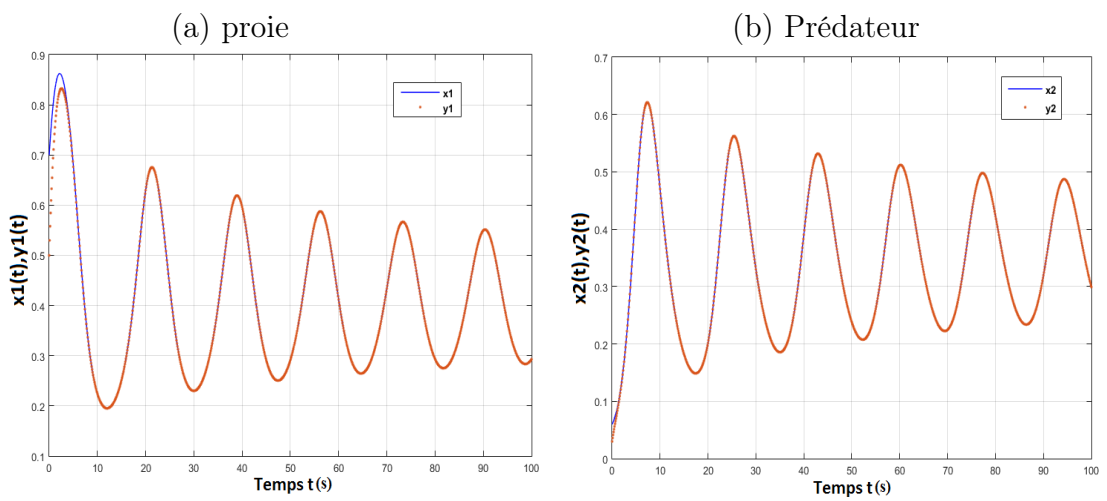 (a) proie
0.9
0.8
0.7
0.6
0.5
0.4
0.3
0.2
0.1
x1(t),y1(t)
x1
y1
0 10 20 30 40 50 60 70 80 90 100
Temps t(s)
(b) Prédateur
0.7
0.6
0.5
0.4
0.3
0.2
0.1
0
x2(t),y2(t)
x2
y2
0 10 20 30 40 50 60 70 80 90 100
Temps t(s)